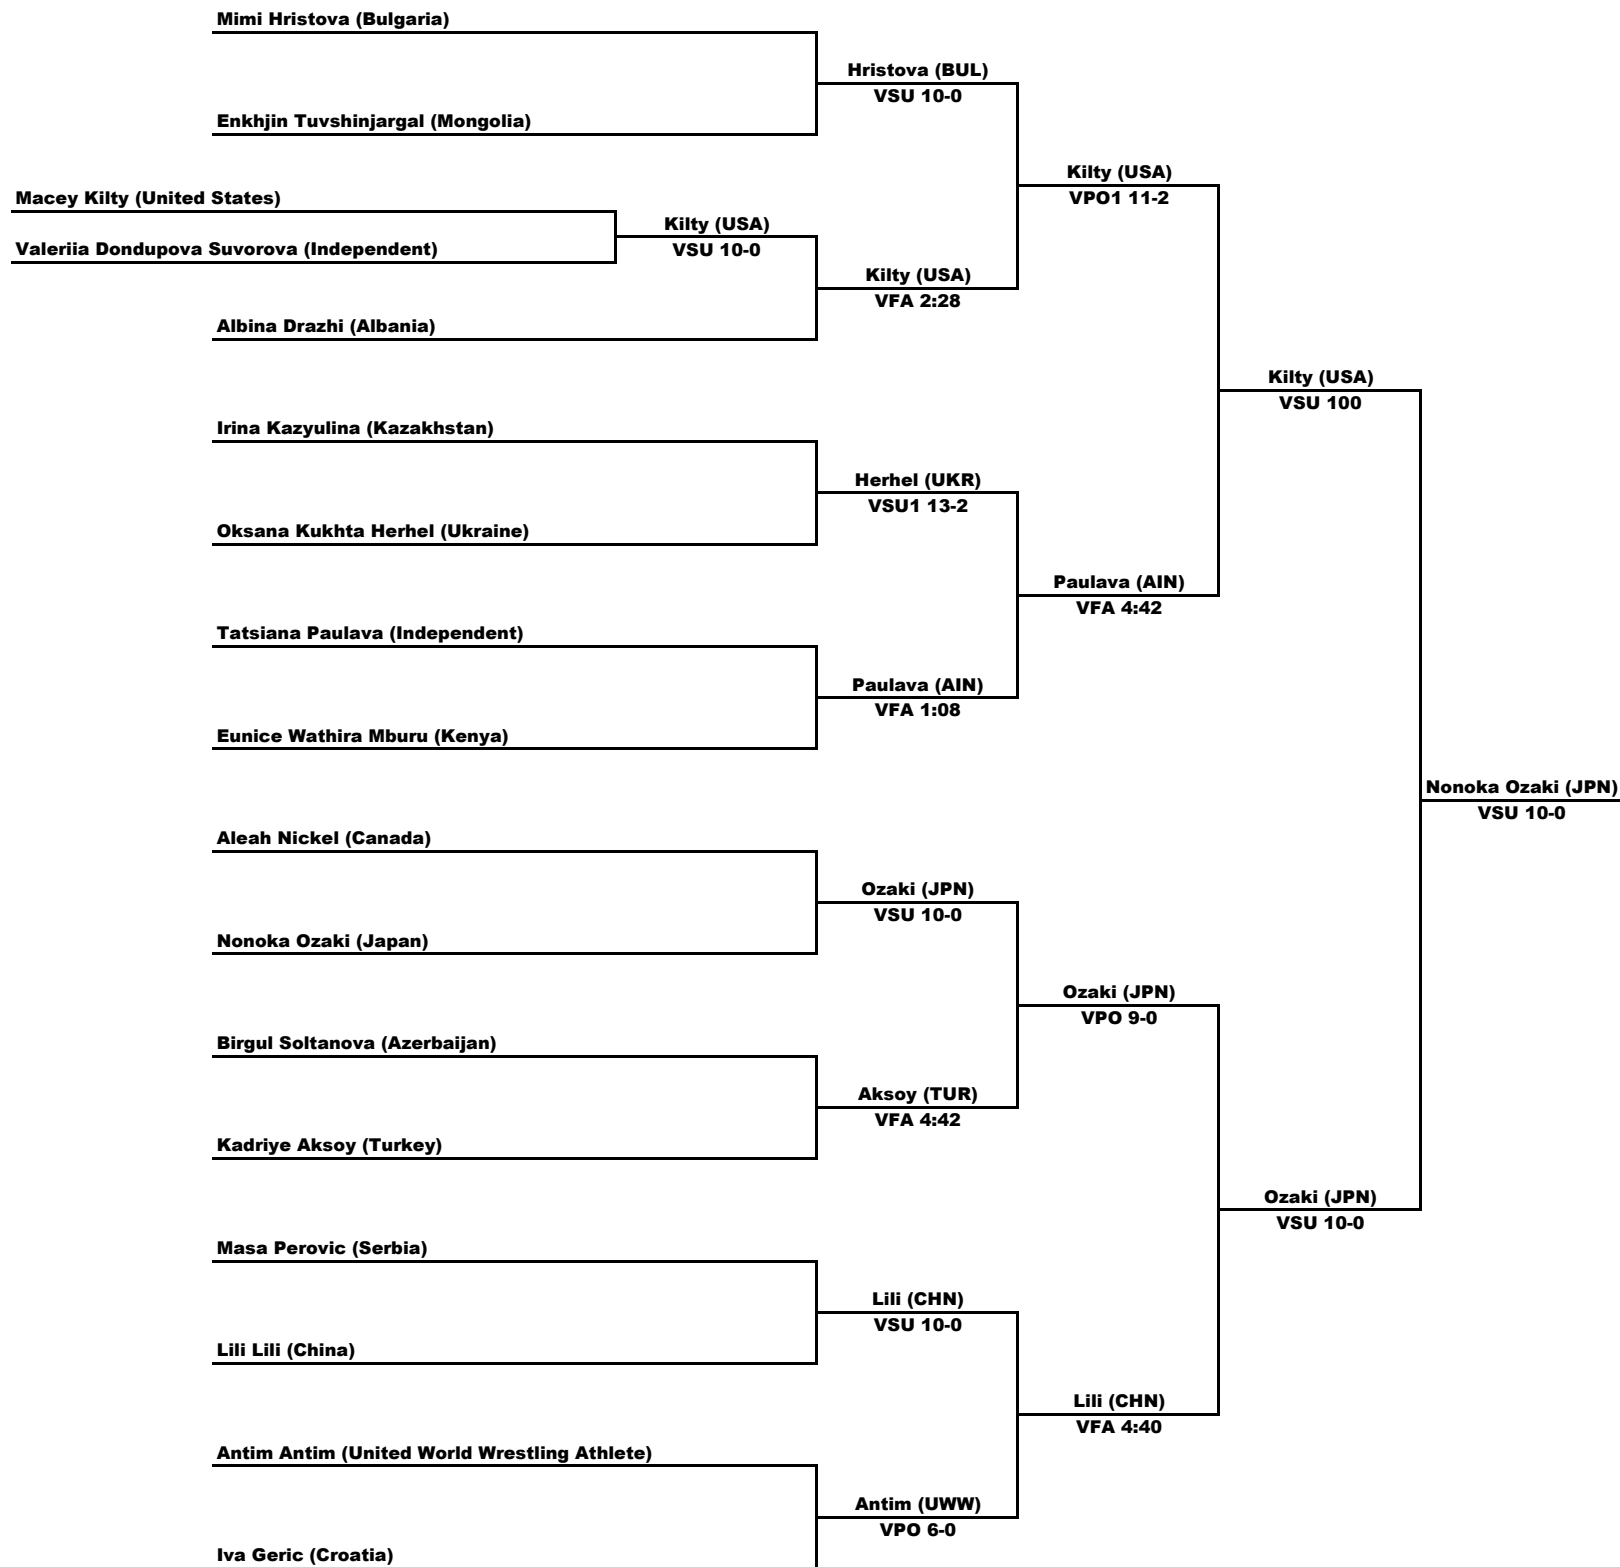 Mimi Hristova (Bulgaria)
Hristova (BUL)
VSU 10-0
Enkhjin Tuvshinjargal (Mongolia)
Kilty (USA)
VPO1 11-2
Macey Kilty (United States)
Kilty (USA)
VSU 10-0
Valeriia Dondupova Suvorova (Independent)
Kilty (USA)
VFA 2:28
Albina Drazhi (Albania)
Kilty (USA)
VSU 100
Irina Kazyulina (Kazakhstan)
Herhel (UKR)
VSU1 13-2
Oksana Kukhta Herhel (Ukraine)
Paulava (AIN)
VFA 4:42
Tatsiana Paulava (Independent)
Paulava (AIN)
VFA 1:08
Eunice Wathira Mburu (Kenya)
Nonoka Ozaki (JPN)
VSU 10-0
Aleah Nickel (Canada)
Ozaki (JPN)
VSU 10-0
Nonoka Ozaki (Japan)
Ozaki (JPN)
VPO 9-0
Birgul Soltanova (Azerbaijan)
Aksoy (TUR)
VFA 4:42
Kadriye Aksoy (Turkey)
Ozaki (JPN)
VSU 10-0
Masa Perovic (Serbia)
Lili (CHN)
VSU 10-0
Lili Lili (China)
Lili (CHN)
VFA 4:40
Antim Antim (United World Wrestling Athlete)
Antim (UWW)
VPO 6-0
Iva Geric (Croatia)